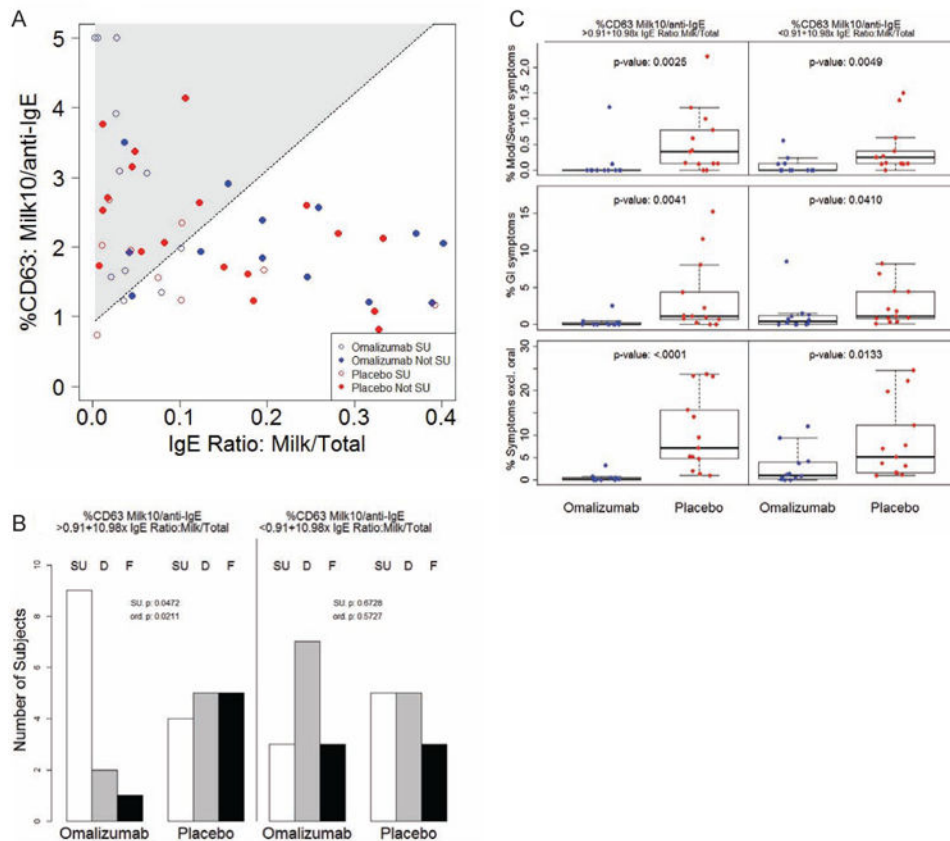 A
%CD63: Milk10/anti-IgE
5
4
3
2
1
0
0.0 0.1 0.2 0.3 0.4
IgE Ratio: Milk/Total
Omalizumab SU
Omalizumab Not SU
Placebo SU
Placebo Not SU
B
%CD63 Milk10/anti-IgE
>0.91+10.98x IgE Ratio:Milk/Total
%CD63 Milk10/anti-IgE
<0.91+10.98x IgE Ratio:Milk/Total
Number of Subjects
10
8
6
4
2
0
SU D F SU D F SU D F SU D F
SU. p: 0.0472
ord. p: 0.0211
SU. p: 0.6728
ord. p: 0.5727
Omalizumab Placebo Omalizumab Placebo
C
%CD63 Milk10/anti-IgE
>0.91+10.98x IgE Ratio:Milk/Total
%CD63 Milk10/anti-IgE
<0.91+10.98x IgE Ratio:Milk/Total
% Mod/Severe symptoms
2.0
1.5
1.0
0.5
0.0
p-value: 0.0025
p-value: 0.0049
% GI symptoms
15
10
5
0
p-value: 0.0041
p-value: 0.0410
% Symptoms excl. oral
30
25
20
15
10
5
0
p-value: <.0001
p-value: 0.0133
Omalizumab Placebo Omalizumab Placebo